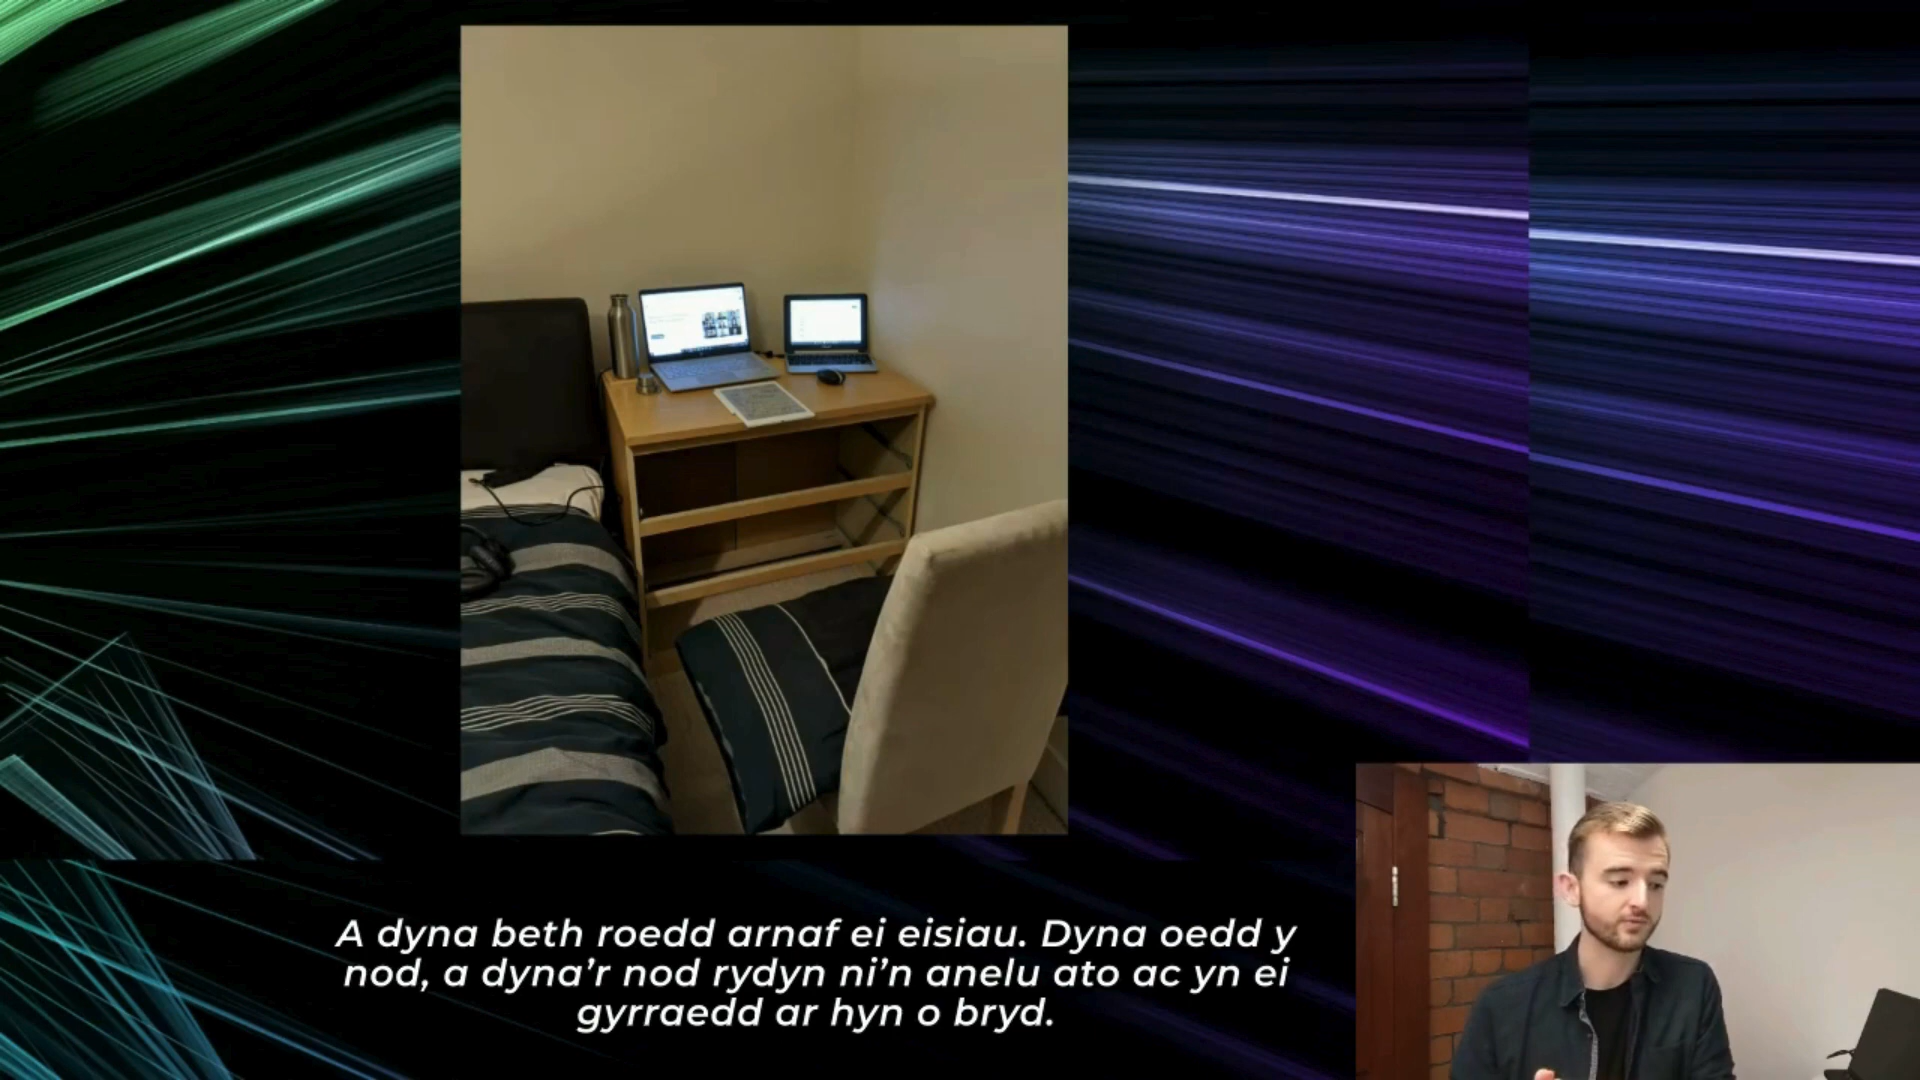 A dyna beth roedd arnaf ei eisiau. Dyna oedd y
nod, a dyna’r nod rydyn ni’n anelu ato ac yn ei
gyrraedd ar hyn o bryd.